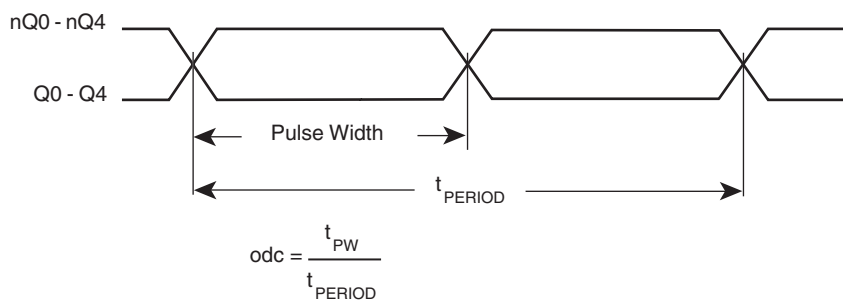 nQ0 - nQ4
Q0 - Q4
Pulse Width
t PERIOD
odc = t PW
t PERIOD